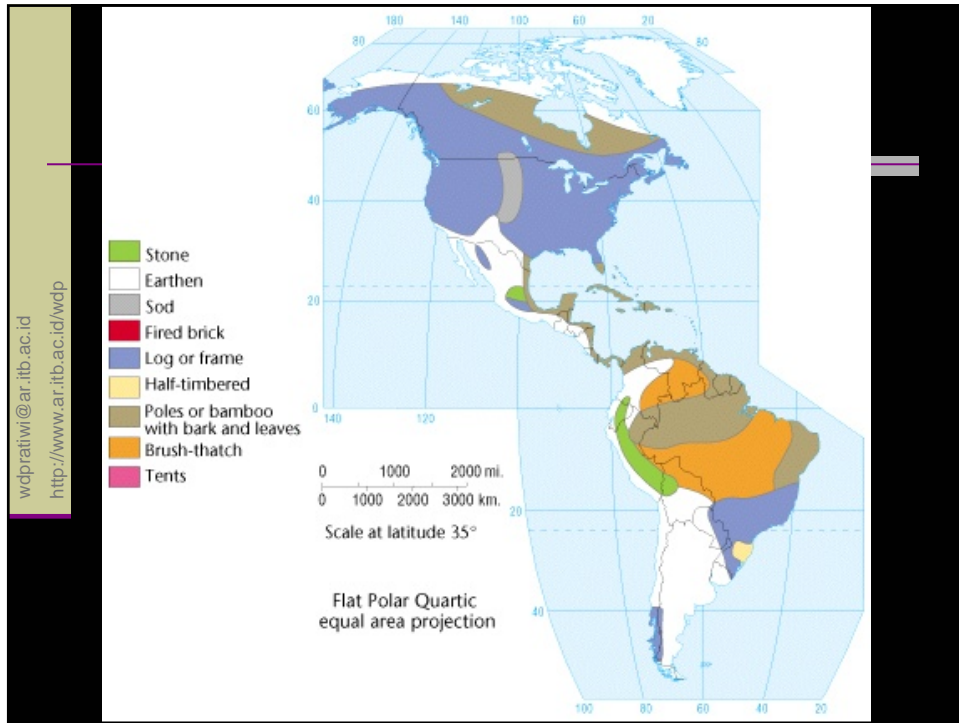 180 140 100 60 20
80 80
60
40
20
0
140 120
20
40
100 80 60 40 20
Stone
Earthen
Sod
Fired brick
Log or frame
Half-timbered
Poles or bamboo
with bark and leaves
Brush-thatch
Tents
0 1000 2000 mi.
0 1000 2000 3000 km.
Scale at latitude 35°
Flat Polar Quartic
equal area projection
wdpratiwi@ar.itb.ac.id
http://www.ar.itb.ac.id/wdp